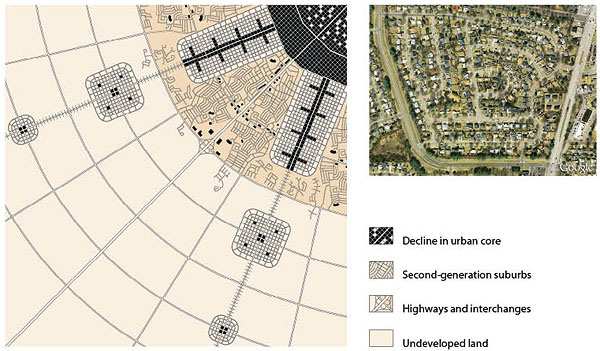 Google
Decline in urban core
Second-generation suburbs
Highways and interchanges
Undeveloped land